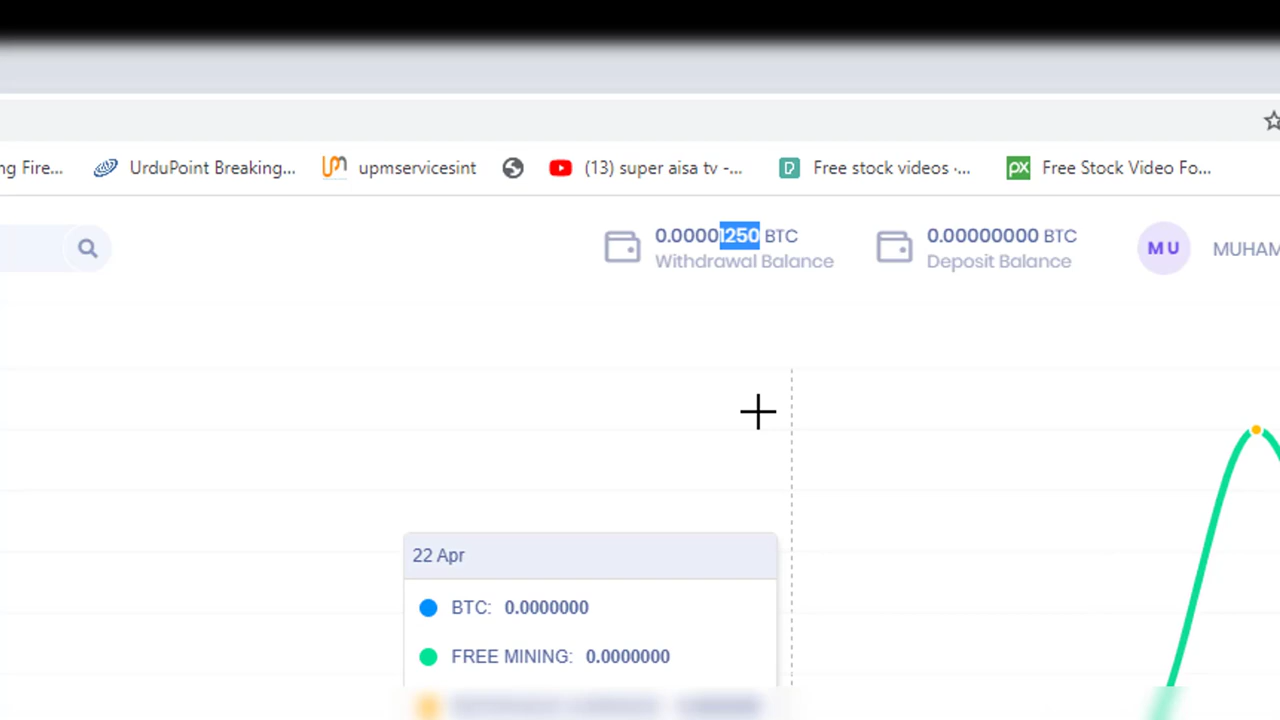 ng Fire... UrduPoint Breaking... upmservicesint (13) super aisa tv -... Free stock videos ·... px Free Stock Video Fo...
0.00001250 BTC 0.00000000 BTC
Withdrawal Balance Deposit Balance
MU MUHAM
22 Apr
BTC: 0.0000000
FREE MINING: 0.0000000